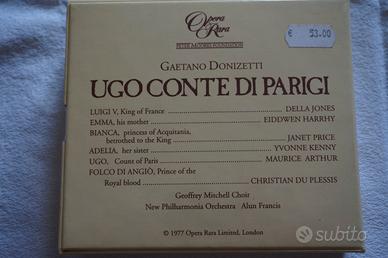 Opera
Rara
PETER MOORES FOUNDATION
€ 53.00
GAETANO DONIZETTI
UGO CONTE DI PARIGI
LUIGI V, King of France ... DELLA JONES
EMMA, his mother ... EIDDWEN HARRHY
BIANCA, princess of Acquitania,
betrothed to the King ... JANET PRICE
ADELIA, her sister ... YVONNE KENNY
UGO, Count of Paris ... MAURICE ARTHUR
FOLCO DI ANGIÒ, Prince of the
Royal blood ... CHRISTIAN DU PLESSIS
Geoffrey Mitchell Choir
New Philharmonia Orchestra Alun Francis
© 1977 Opera Rara Limited, London
subito